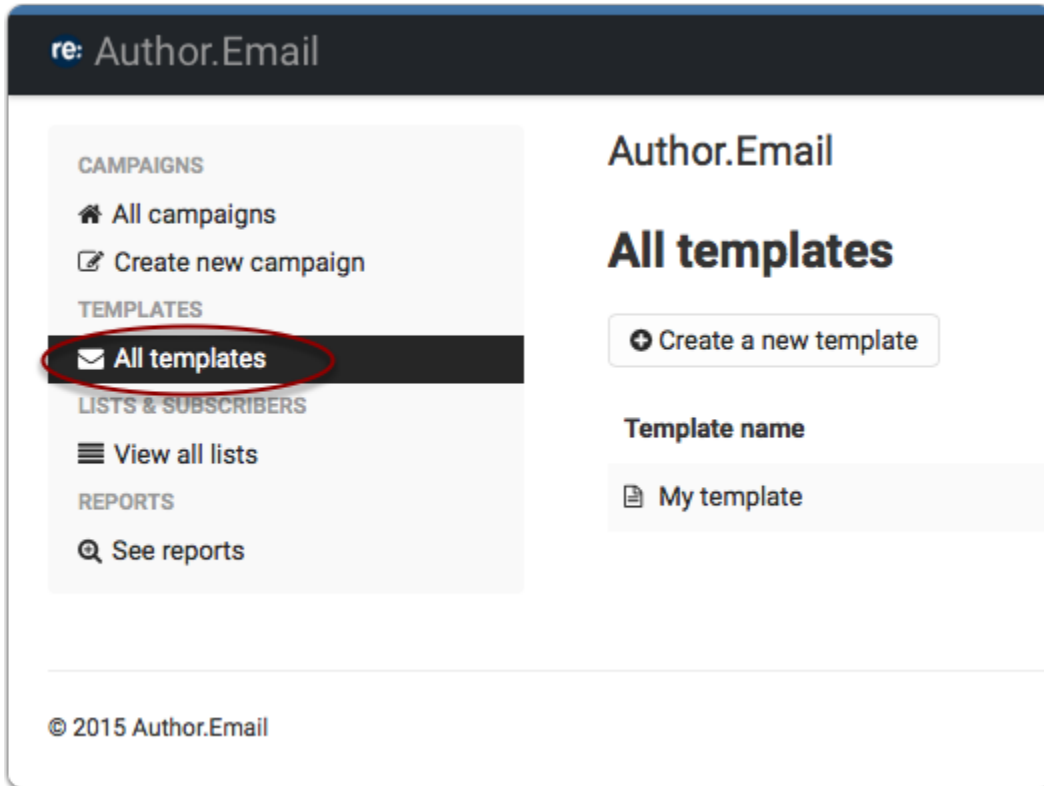 re: Author.Email
CAMPAIGNS
All campaigns
Create new campaign
TEMPLATES
All templates
LISTS & SUBSCRIBERS
View all lists
REPORTS
See reports
Author.Email
All templates
Create a new template
Template name
My template
© 2015 Author.Email